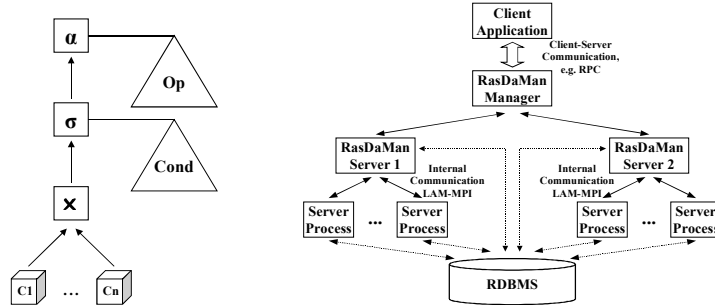 α
Op
σ
Cond
x
C1
...
Cn
Client
Application
Client-Server
Communication,
e.g. RPC
RasDaMan
Manager
RasDaMan
Server 1
RasDaMan
Server 2
Internal
Communication
LAM-MPI
Internal
Communication
LAM-MPI
Server
Process
...
Server
Process
Server
Process
...
Server
Process
RDBMS